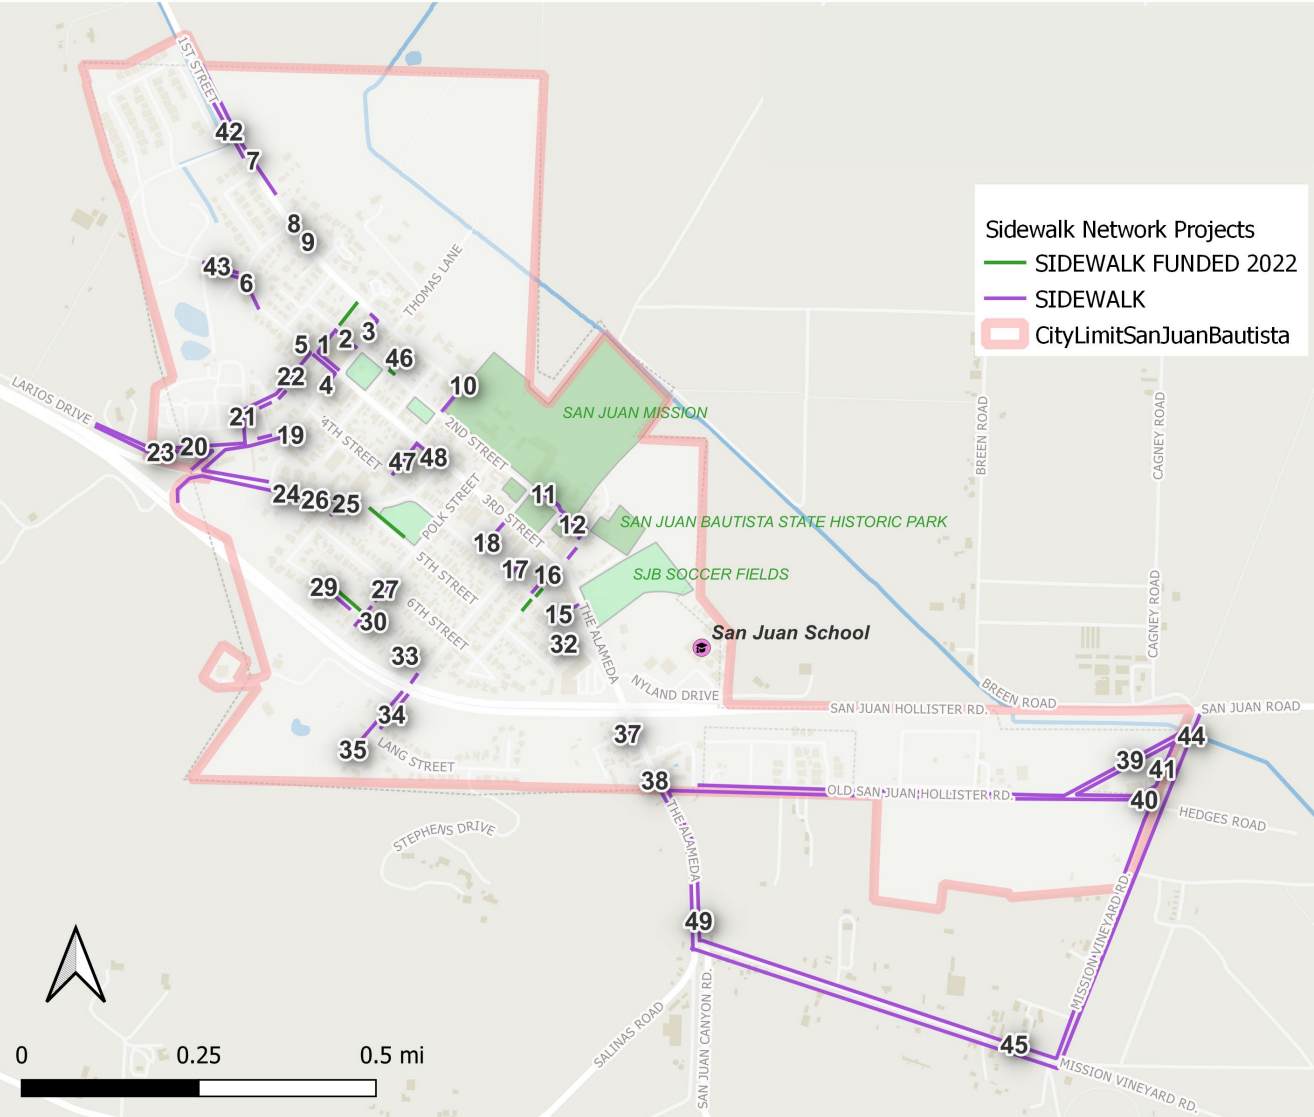 1ST STREET
42
7
8
9
43
6
THOMAS LANE
Sidewalk Network Projects
SIDEWALK FUNDED 2022
SIDEWALK
CityLimitSanJuanBautista
5
1
2
3
46
22
4
10
LARIOS DRIVE
21
19
23
20
4TH STREET
2ND STREET
SAN JUAN MISSION
BREEN ROAD
CAGNEY ROAD
47
48
24
26
25
POLK STREET
3RD STREET
11
12
SAN JUAN BAUTISTA STATE HISTORIC PARK
18
17
16
SJB SOCCER FIELDS
5TH STREET
29
27
30
6TH STREET
15
32
THE ALAMEDA
San Juan School
CAGNEY ROAD
33
NYLAND DRIVE
BREEN ROAD
SAN JUAN HOLLISTER RD.
SAN JUAN ROAD
34
35
LANG STREET
37
38
44
39
41
40
OLD SAN JUAN HOLLISTER RD.
HEDGES ROAD
STEPHENS DRIVE
THE ALAMEDA
49
MISSION VINEYARD RD.
45
SALINAS ROAD
SAN JUAN CANYON RD.
MISSION VINEYARD RD.
0
0.25
0.5 mi